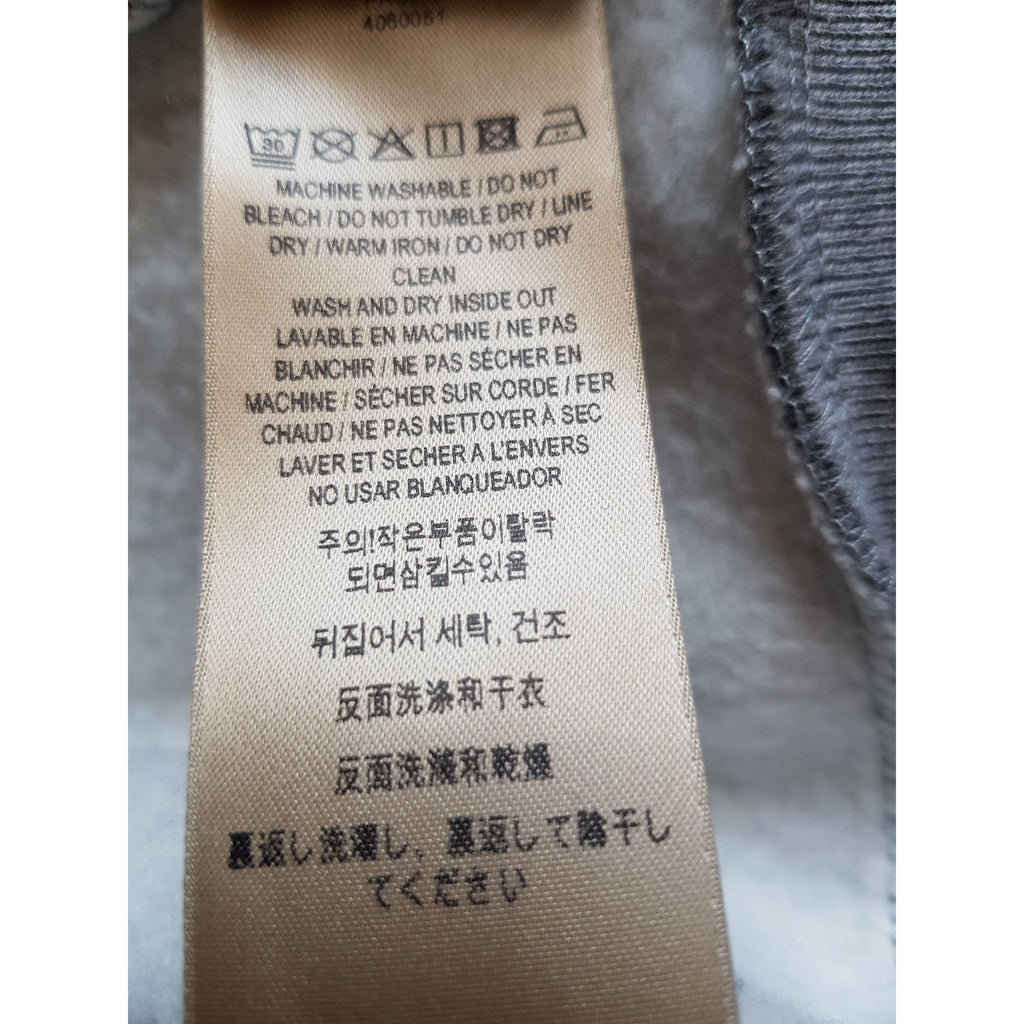 4060051
30
MACHINE WASHABLE / DO NOT
BLEACH / DO NOT TUMBLE DRY / LINE
DRY / WARM IRON / DO NOT DRY
CLEAN
WASH AND DRY INSIDE OUT
LAVABLE EN MACHINE / NE PAS
BLANCHIR / NE PAS SÉCHER EN
MACHINE / SÉCHER SUR CORDE / FER
CHAUD / NE PAS NETTOYER À SEC
LAVER ET SECHER A L'ENVERS
NO USAR BLANQUEADOR
주의!작은부품이탈락
되면삼킬수있음
뒤집어서 세탁, 건조
反面洗涤和干衣
反面洗滌和乾燥
裏返し洗濯し、裏返して陰干し
てください